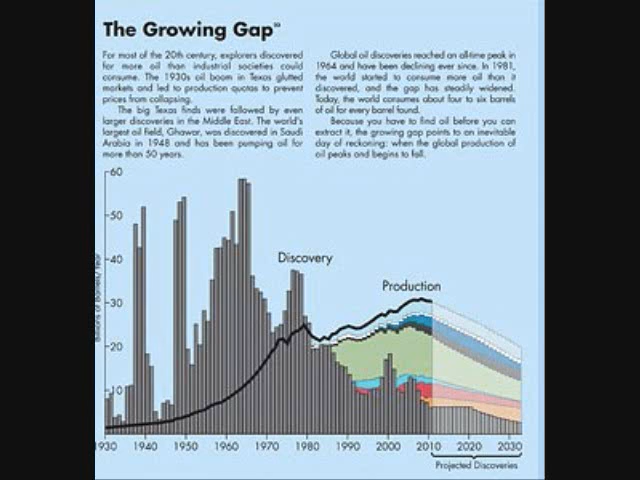 The Growing Gap
For most of the 20th century, explorers discovered
far more oil than industrial societies could
consume. The 1930s oil boom in Texas glutted
markets and led to production quotas to prevent
prices from collapsing.
The big Texas finds were followed by even
larger discoveries in the Middle East. The world's
largest oil field, Ghawar, was discovered in Saudi
Arabia in 1948 and has been pumping oil for
more than 50 years.
Global oil discoveries reached an all-time peak in
1964 and have been declining ever since. In 1981,
the world started to consume more oil than it
discovered, and the gap has steadily widened.
Today, the world consumes about four to six barrels
of oil for every barrel found.
Because you have to find oil before you can
extract it, the growing gap points to an inevitable
day of reckoning: when the global production of
oil peaks and begins to fall.
60
50
40
30
20
10
Billions of Barrels/Year
Discovery
Production
1930 1940 1950 1960 1970 1980 1990 2000 2010 2020 2030
Projected Discoveries